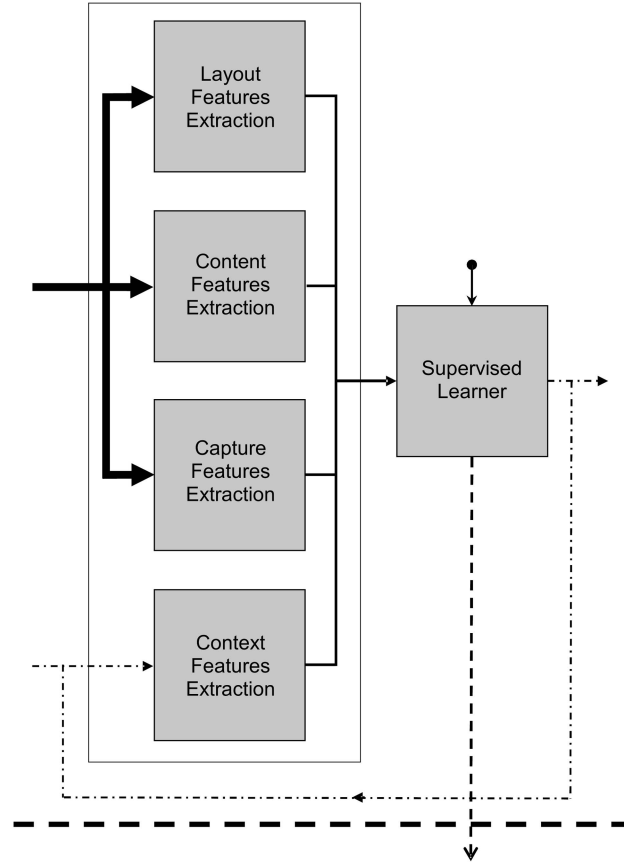 Layout
Features
Extraction
Content
Features
Extraction
Supervised
Learner
Capture
Features
Extraction
Context
Features
Extraction